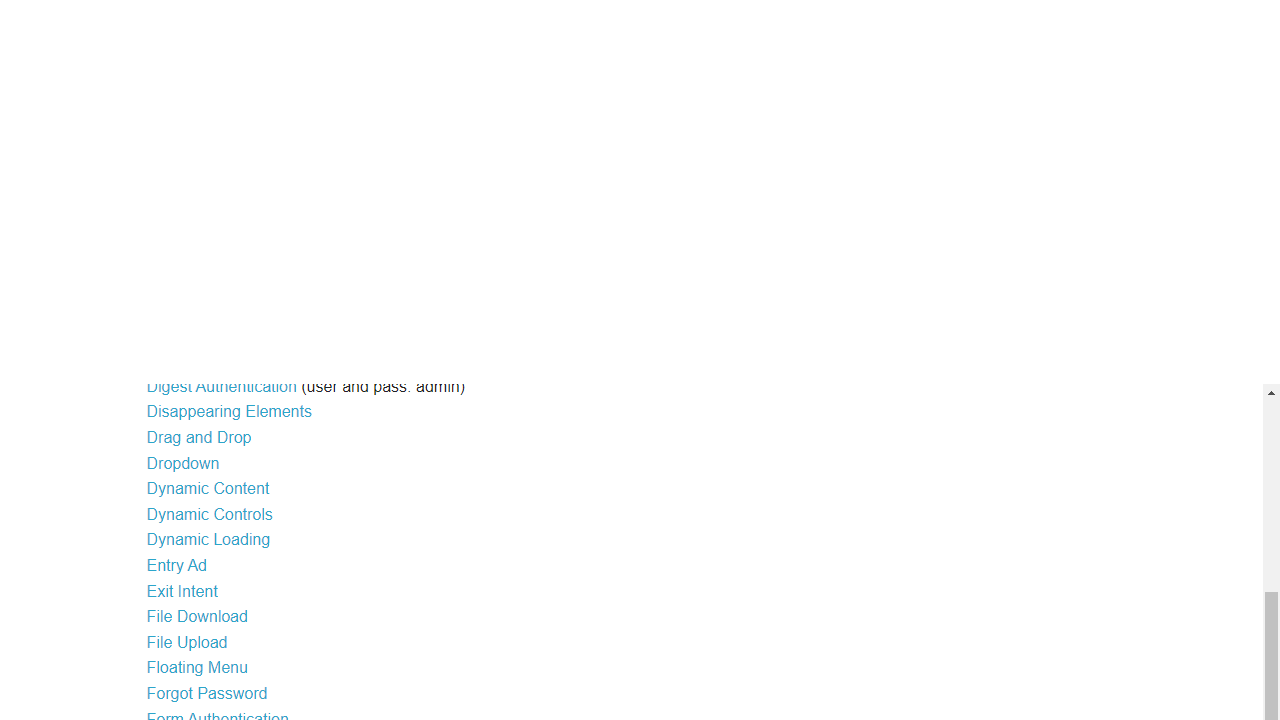 Digest Authentication (user and pass: admin)
Disappearing Elements
Drag and Drop
Dropdown
Dynamic Content
Dynamic Controls
Dynamic Loading
Entry Ad
Exit Intent
File Download
File Upload
Floating Menu
Forgot Password
Form Authentication